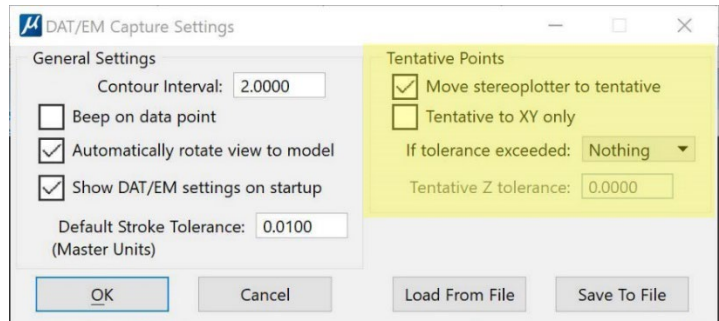 DAT/EM Capture Settings
General Settings
Contour Interval: 2.0000
Beep on data point
Automatically rotate view to model
Show DAT/EM settings on startup
Default Stroke Tolerance: 0.0100
(Master Units)
Tentative Points
Move stereoplotter to tentative
Tentative to XY only
If tolerance exceeded: Nothing
Tentative Z tolerance: 0.0000
OK Cancel Load From File Save To File